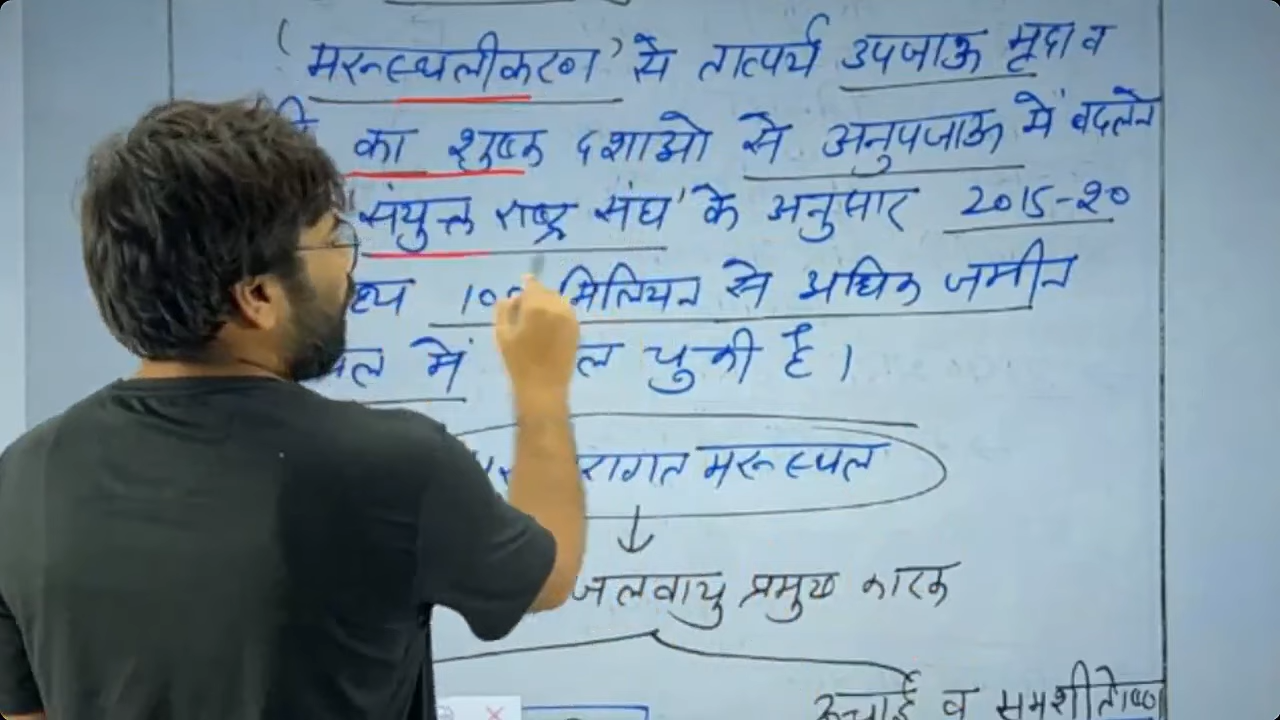 'मरूस्थलीकरण' से तात्पर्य उपजाऊ मृदा व
का शुष्क दशाओ से अनुपजाऊ में बदलने
'संयुक्त राष्ट्र संघ' के अनुसार 2015-20
मिलियन से अधिक जमीन
में चुकी है।
मरूस्थल
↓
जलवायु प्रमुख कारक
ऊचाई व समशीतोष्ण